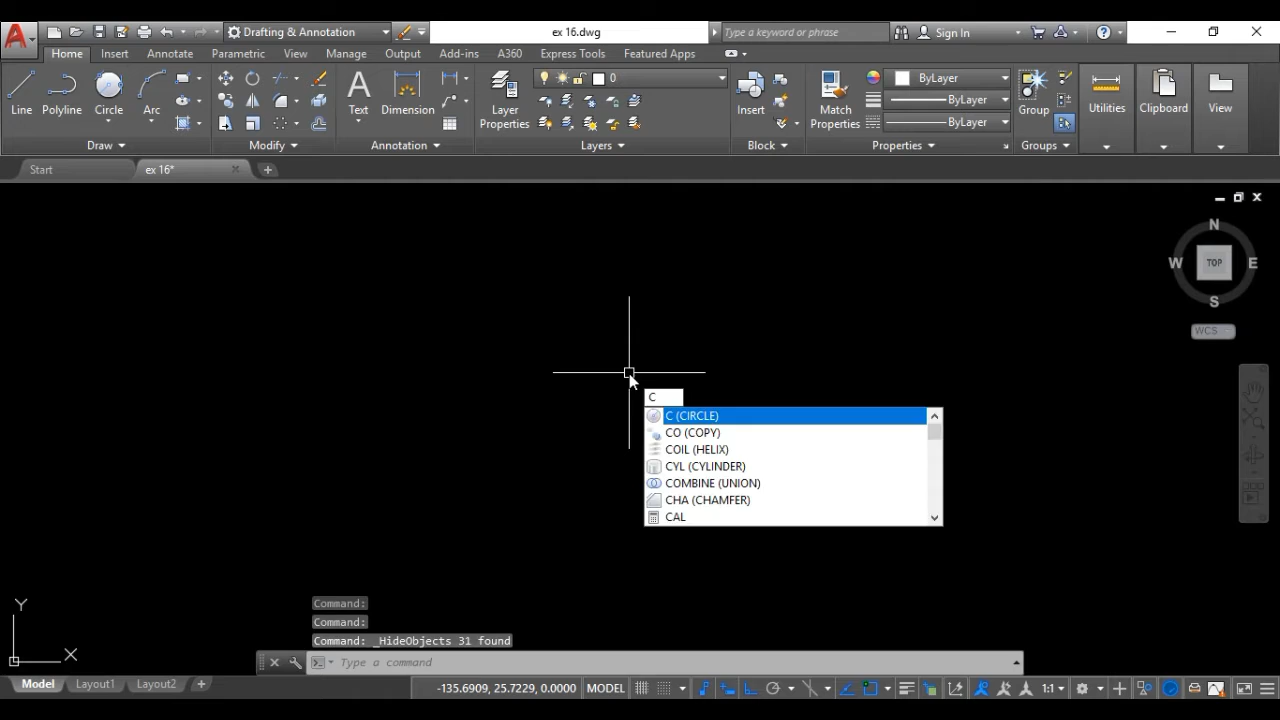 Drafting & Annotation
ex 16.dwg
Type a keyword or phrase
Sign In
Home Insert Annotate Parametric View Manage Output Add-ins A360 Express Tools Featured Apps
Line Polyline Circle Arc
Draw
Modify
Text Dimension
Annotation
Layer Properties
0
Layers
Insert
Block
Match Properties
ByLayer
ByLayer
ByLayer
Properties
Group
Groups
Utilities
Clipboard
View
Start
ex 16*
N
W TOP E
S
WCS
C
C (CIRCLE)
CO (COPY)
COIL (HELIX)
CYL (CYLINDER)
COMBINE (UNION)
CHA (CHAMFER)
CAL
Y
X
Command:
Command:
Command: _HideObjects 31 found
Type a command
Model Layout1 Layout2
-135.6909, 25.7229, 0.0000 MODEL 1:1